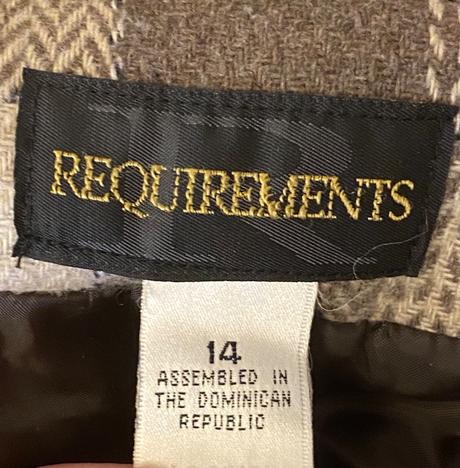 REQUIREMENTS
14
ASSEMBLED IN
THE DOMINICAN
REPUBLIC